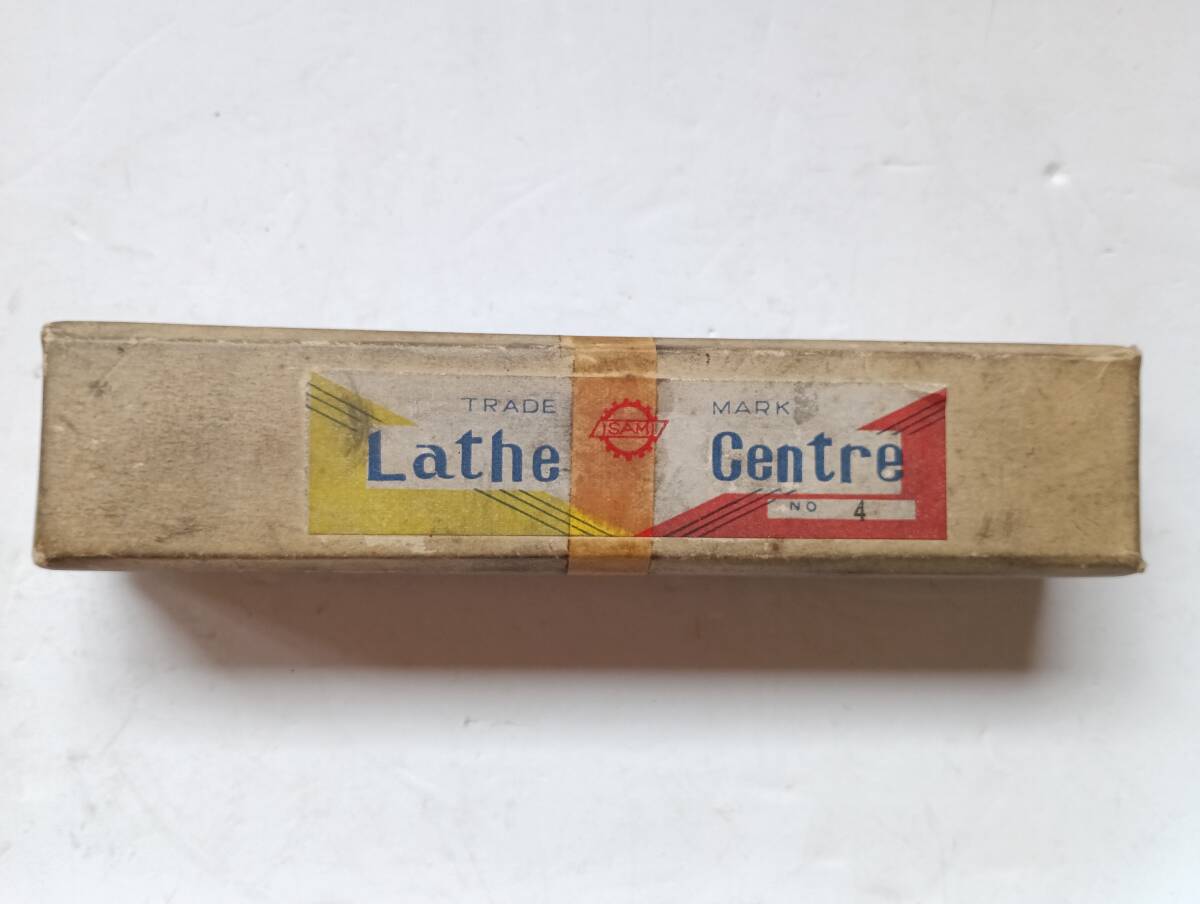 TRADE MARK
ISAMI
Lathe Centre
NO 4